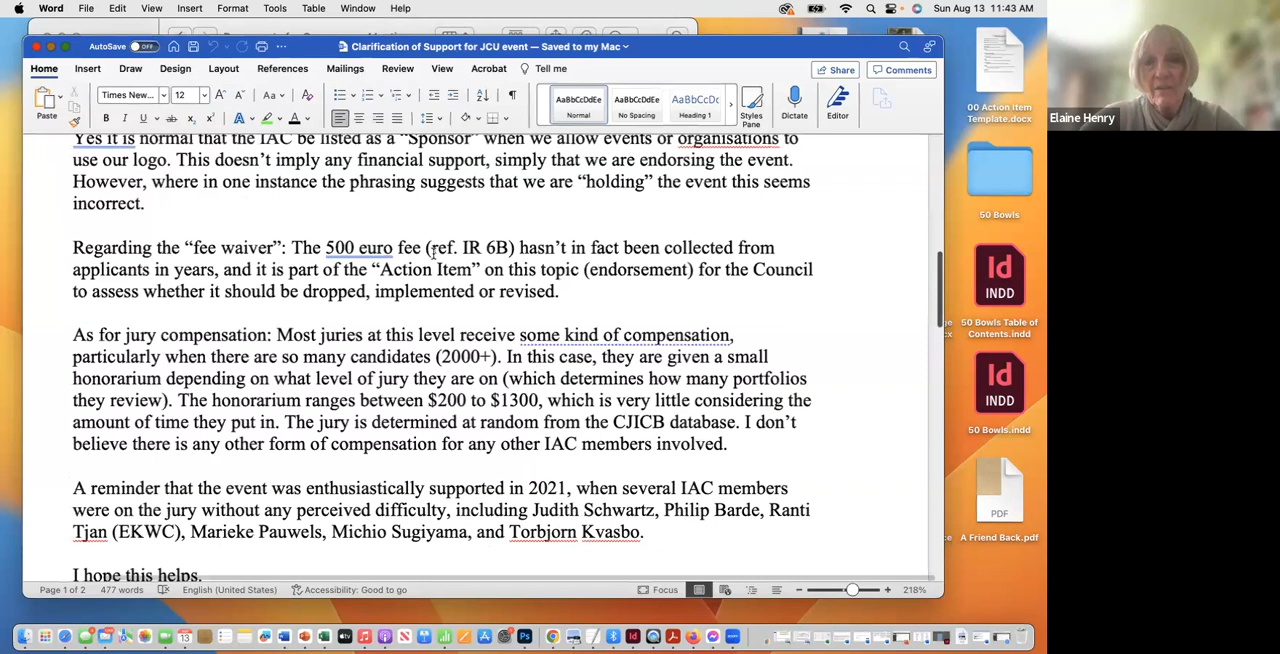 Word File Edit View Insert Format Tools Table Window Help Sun Aug 13 11:43 AM
AutoSave OFF Clarification of Support for JCU event — Saved to my Mac
Home Insert Draw Design Layout References Mailings Review View Acrobat Tell me Share Comments
Paste Times New... 12 AaBbCcDdEe AaBbCcDdEe AaBbCcDc
Normal No Spacing Heading 1 Styles Pane Dictate Editor
Yes it is normal that the IAC be listed as a “Sponsor” when we allow events or organisations to
use our logo. This doesn’t imply any financial support, simply that we are endorsing the event.
However, where in one instance the phrasing suggests that we are “holding” the event this seems
incorrect.
Regarding the “fee waiver”: The 500 euro fee (ref. IR 6B) hasn’t in fact been collected from
applicants in years, and it is part of the “Action Item” on this topic (endorsement) for the Council
to assess whether it should be dropped, implemented or revised.
As for jury compensation: Most juries at this level receive some kind of compensation,
particularly when there are so many candidates (2000+). In this case, they are given a small
honorarium depending on what level of jury they are on (which determines how many portfolios
they review). The honorarium ranges between $200 to $1300, which is very little considering the
amount of time they put in. The jury is determined at random from the CJICB database. I don’t
believe there is any other form of compensation for any other IAC members involved.
A reminder that the event was enthusiastically supported in 2021, when several IAC members
were on the jury without any perceived difficulty, including Judith Schwartz, Philip Barde, Ranti
Tjan (EKWC), Marieke Pauwels, Michio Sugiyama, and Torbjorn Kvasbo.
I hope this helps.
Page 1 of 2 477 words English (United States) Accessibility: Good to go Focus 218%
00 Action item
Template.docx
50 Bowls
Id
INDD
50 Bowls Table of
Contents.indd
Id
INDD
50 Bowls.indd
PDF
A Friend Back.pdf
Elaine Henry